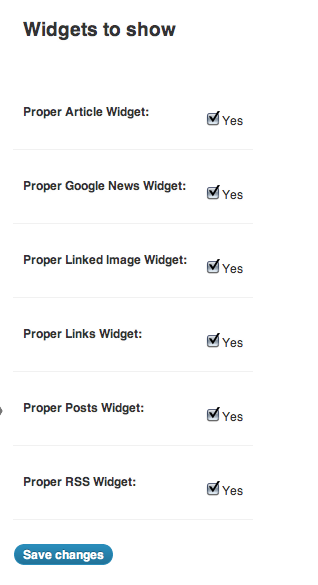 Widgets to show
Proper Article Widget: Yes
Proper Google News Widget: Yes
Proper Linked Image Widget: Yes
Proper Links Widget: Yes
Proper Posts Widget: Yes
Proper RSS Widget: Yes
Save changes